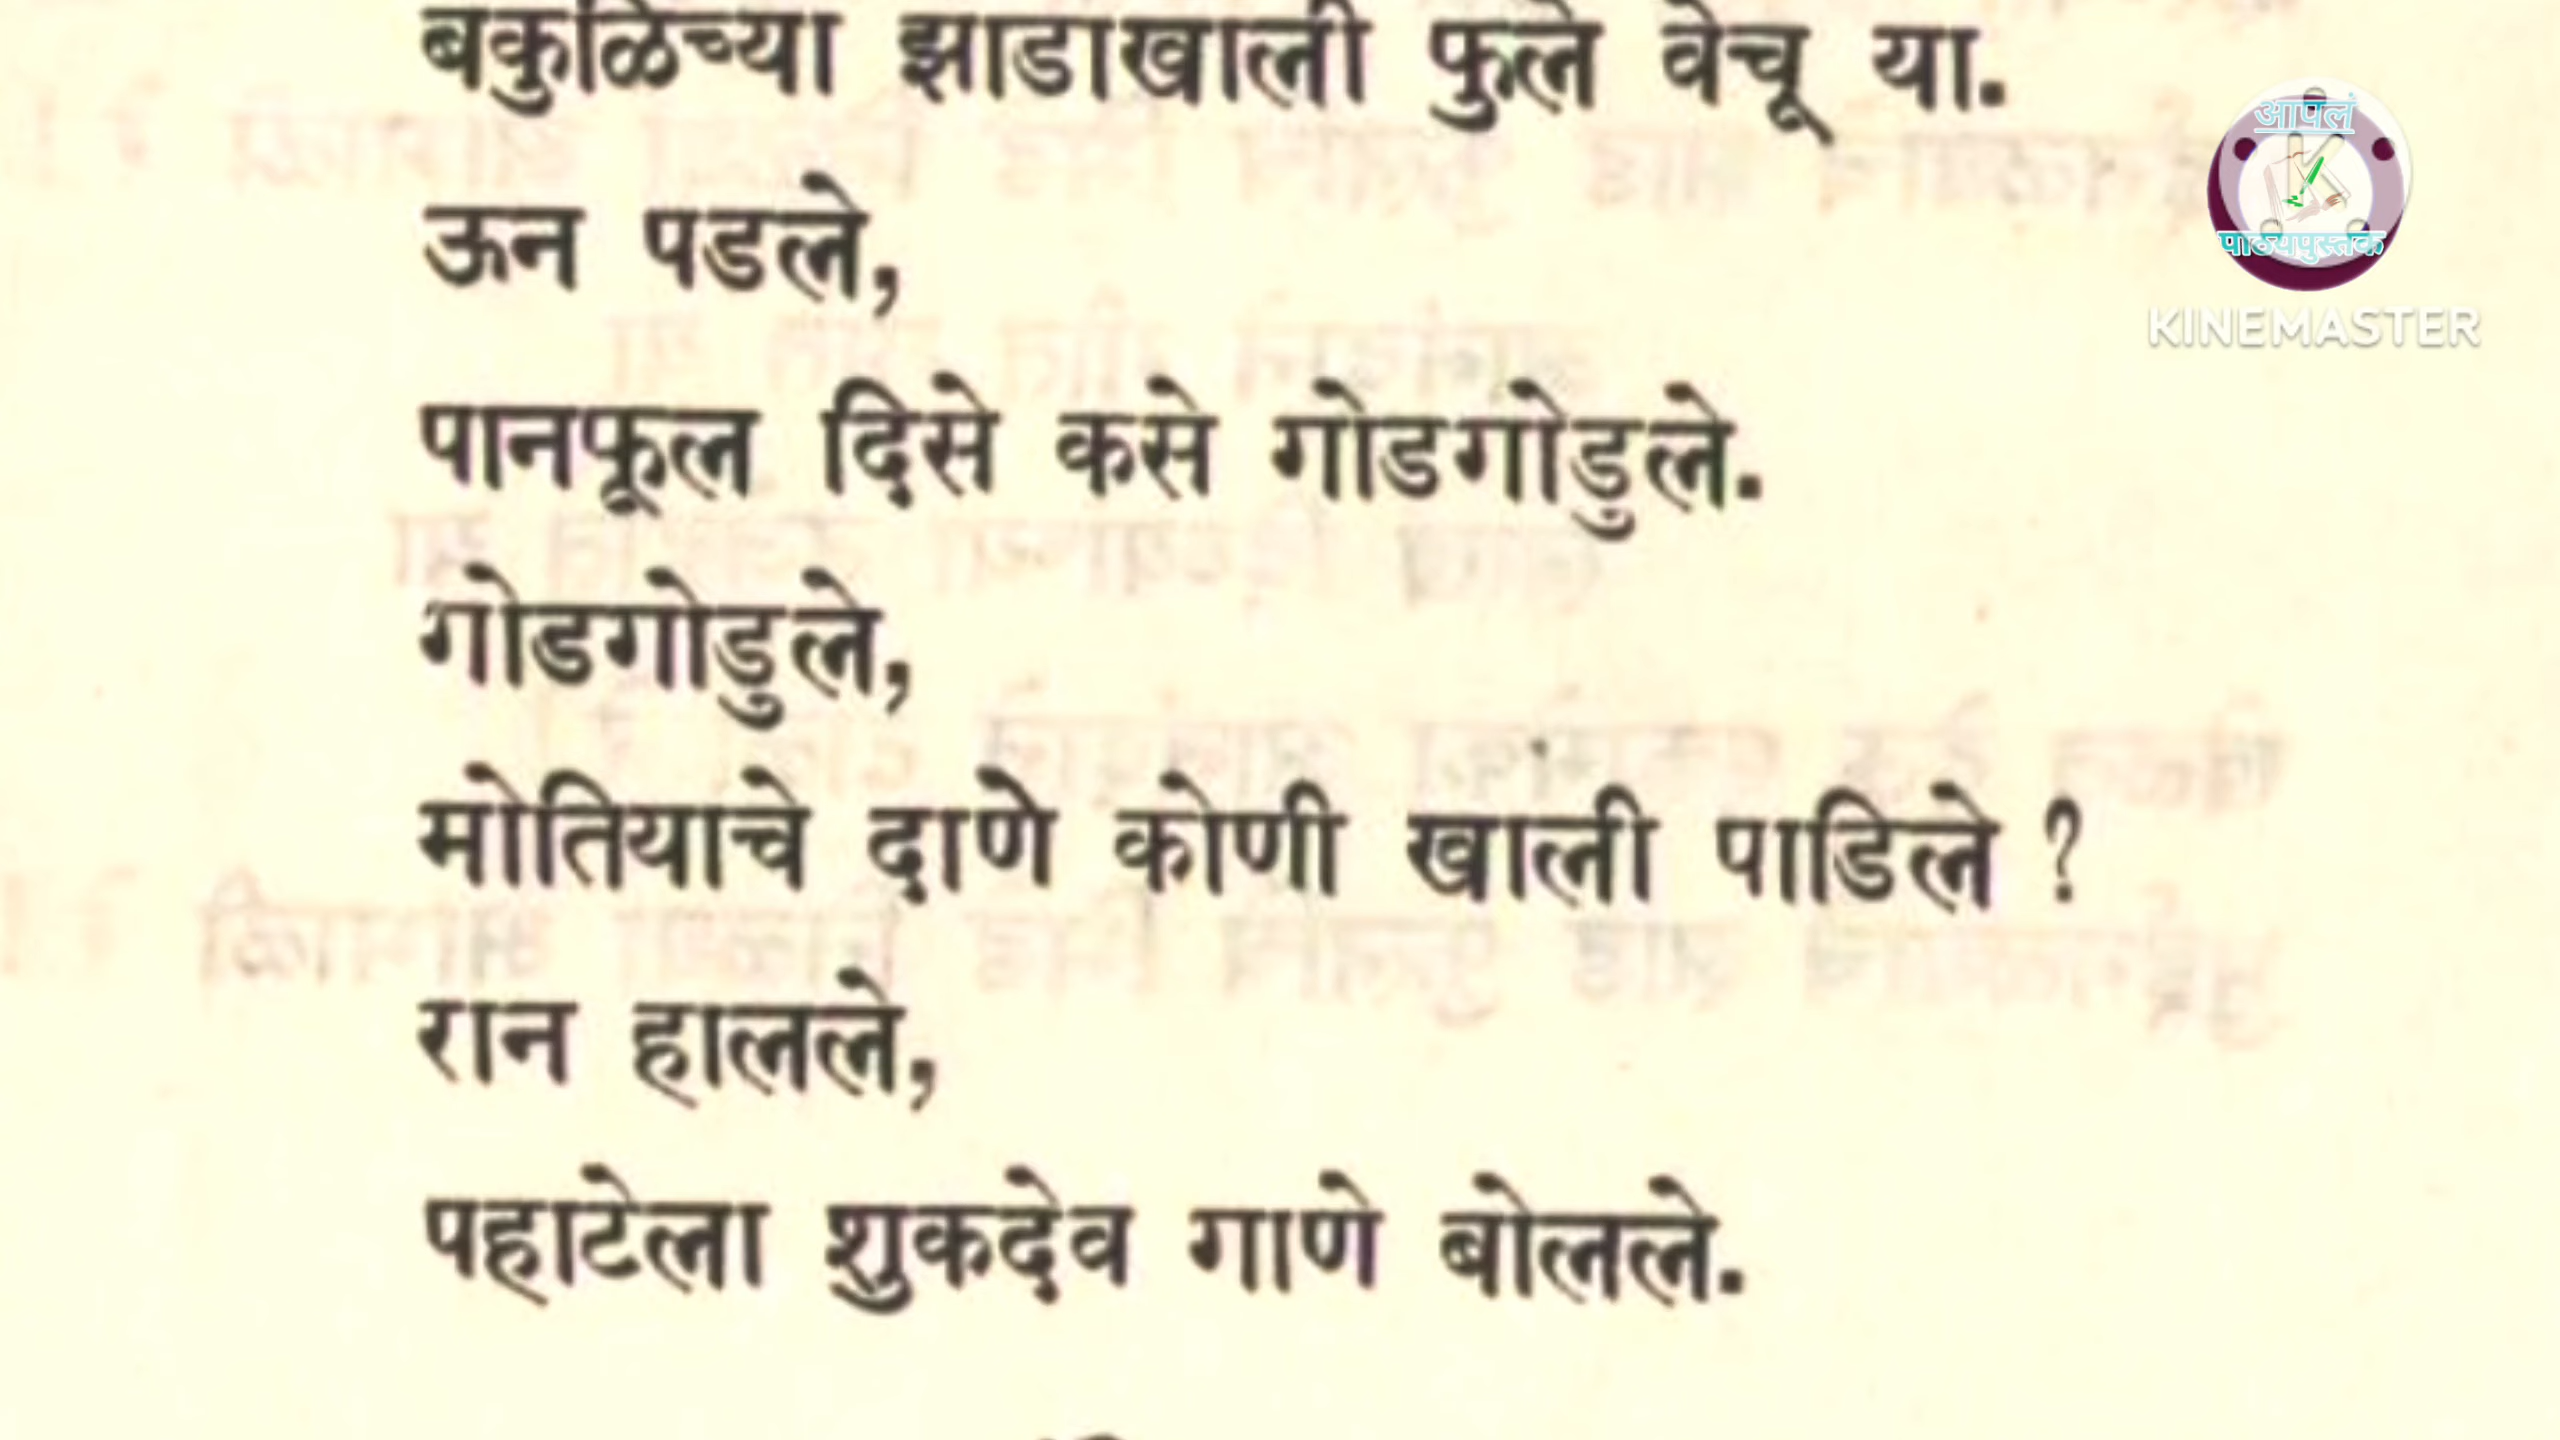 बकुळिच्या झाडाखाली फुले वेचू या.
ऊन पडले,
पानफूल दिसे कसे गोडगोडुले.
गोडगोडुले,
मोतियाचे दाणे कोणी खाली पाडिले ?
रान हालले,
पहाटेला शुकदेव गाणे बोलले.
आपलं
पाठ्यपुस्तक
KINEMASTER